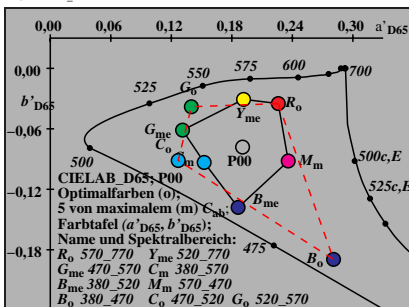 0,00 0,06 0,12 0,18 0,24 a'D65 0,30
0,00
b'D65
−0,06
−0,12
−0,18
525 550 575 600 700
Go
Yme Ro
Gme
Co Cm P00 Mm
500 500c,E
525c,E
Bme
475
Bo
CIELAB_D65; P00
Optimalfarben (o);
5 von maximalem (m) Cab;
Farbtafel (a'D65, b'D65);
Name und Spektralbereich:
Ro 570_770 Yme 520_770
Gme 470_570 Cm 380_570
Bme 380_520 Mm 570_470
Bo 380_470 Co 470_520 Go 520_570